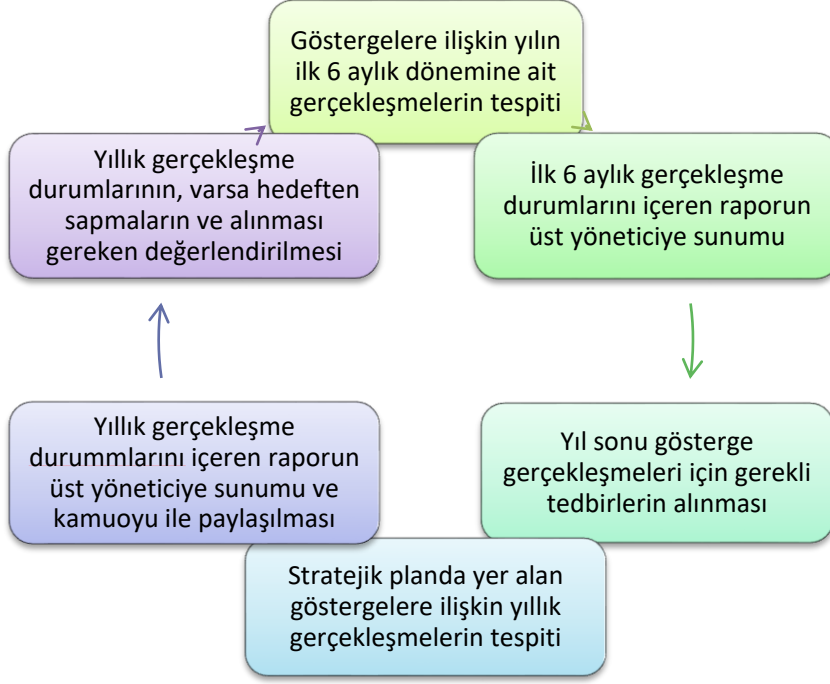 Göstergelere ilişkin yılın
ilk 6 aylık dönemine ait
gerçekleşmelerin tespiti
İlk 6 aylık gerçekleşme
durumlarını içeren raporun
üst yöneticiye sunumu
Yıl sonu gösterge
gerçekleşmeleri için gerekli
tedbirlerin alınması
Stratejik planda yer alan
göstergelere ilişkin yıllık
gerçekleşmelerin tespiti
Yıllık gerçekleşme
durummlarını içeren raporun
üst yöneticiye sunumu ve
kamuoyu ile paylaşılması
Yıllık gerçekleşme
durumlarının, varsa hedeften
sapmaların ve alınması
gereken değerlendirilmesi